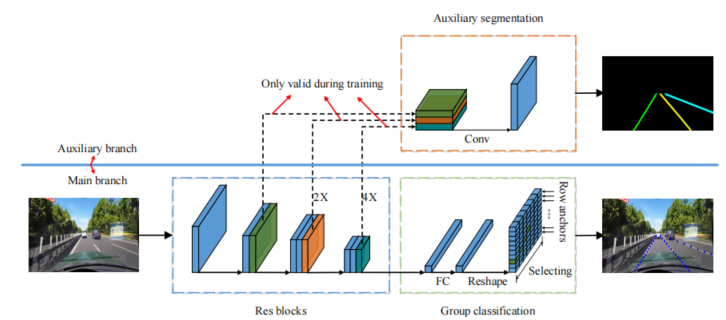 Auxiliary segmentation
Only valid during training
Conv
Auxiliary branch
Main branch
2X
4X
Row anchors
...
Selecting
FC
Reshape
Res blocks
Group classification